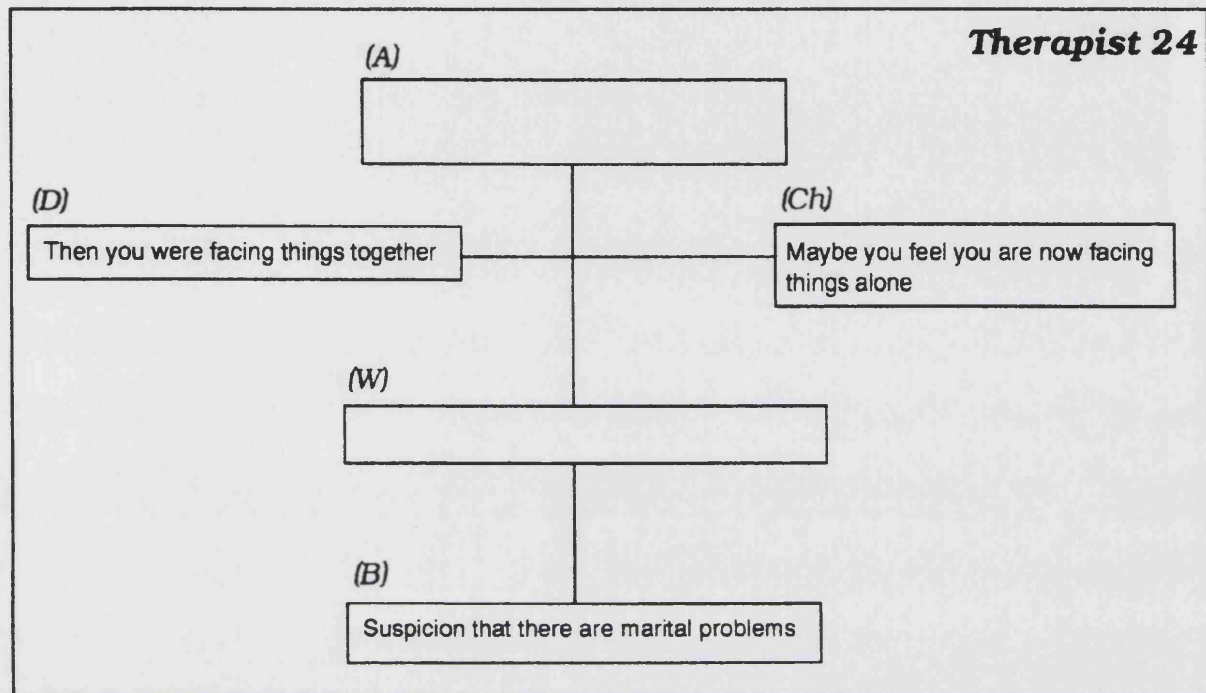 Therapist 24
(A)
(D)
Then you were facing things together
(Ch)
Maybe you feel you are now facing
things alone
(W)
(B)
Suspicion that there are marital problems